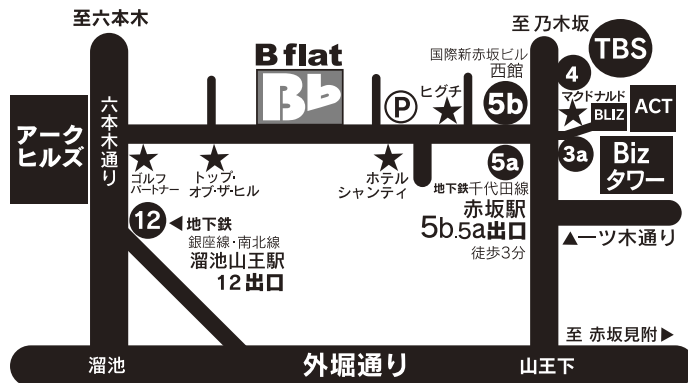 至六本木
至乃木坂
TBS
B flat
Bb
国際新赤坂ビル
西館
4
マクドナルド
BLIZ
ACT
アーク
ヒルズ
六本木通り
P
ヒグチ
5b
5a
3a
Biz
タワー
ゴルフ
パートナー
トップ・
オブ・ザ・ヒル
ホテル
シャンティ
地下鉄千代田線
赤坂駅
5b.5a出口
徒歩3分
12
◀地下鉄
銀座線・南北線
溜池山王駅
12出口
▲一ツ木通り
至 赤坂見附▶
溜池
外堀通り
山王下